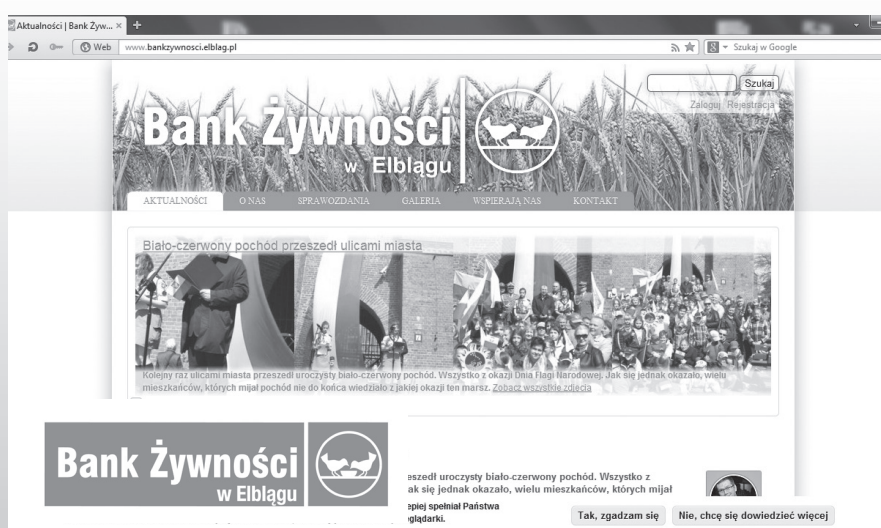 Aktualności | Bank Żyw... × +
Web www.bankzywnosci.elblag.pl
8 Szukaj w Google
Szukaj
Zaloguj Rejestracja
Bank Żywności
w Elblągu
AKTUALNOŚCI O NAS SPRAWOZDANIA GALERIA WSPIERAJĄ NAS KONTAKT
Biało-czerwony pochód przeszedł ulicami miasta
Kolejny raz ulicami miasta przeszedł uroczysty biało-czerwony pochód. Wszystko z okazji Dnia Flagi Narodowej. Jak się jednak okazało, wielu
mieszkańców, których mijał pochód nie do końca wiedziało z jakiej okazji ten marsz. Zobacz wszystkie zdjęcia
Bank Żywności
w Elblągu
eszedł uroczysty biało-czerwony pochód. Wszystko z
ak się jednak okazało, wielu mieszkańców, których mijał
epiej spełniał Państwa
eglądarki.
Tak, zgadzam się Nie, chcę się dowiedzieć więcej